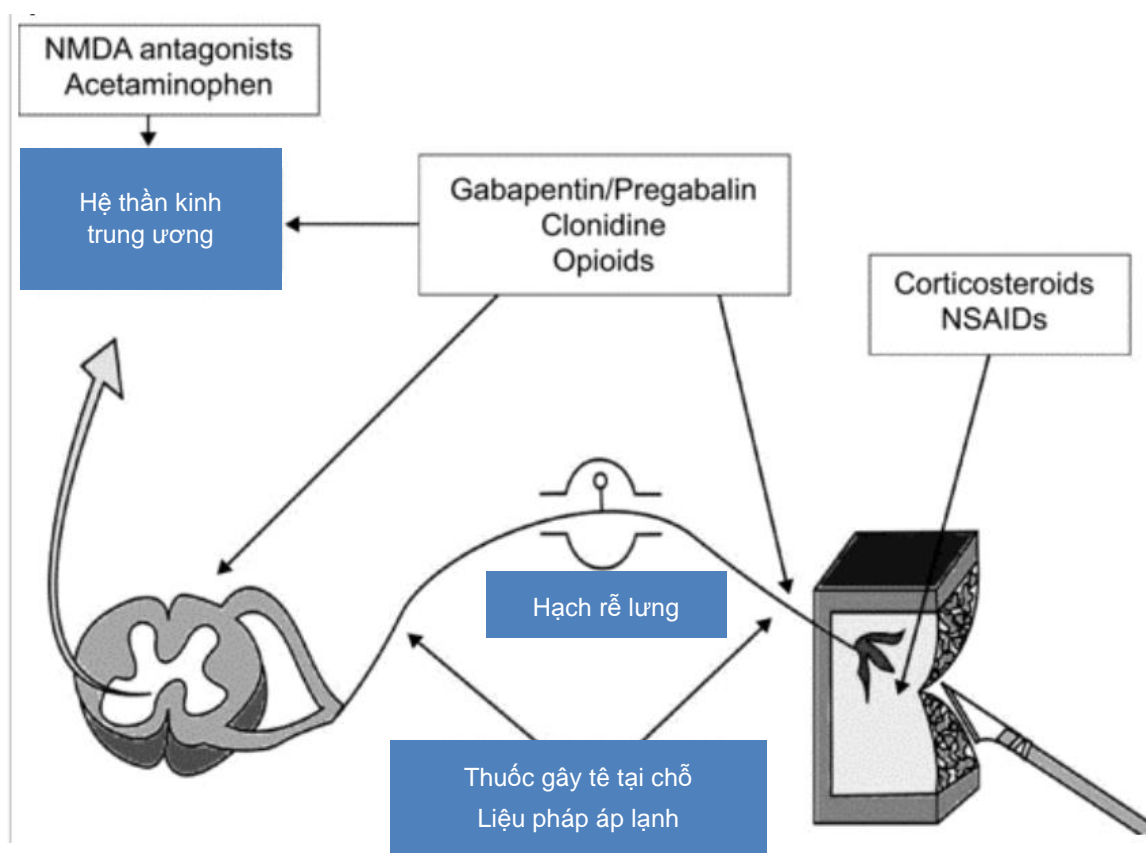 NMDA antagonists
Acetaminophen
Hệ thần kinh
trung ương
Gabapentin/Pregabalin
Clonidine
Opioids
Corticosteroids
NSAIDs
Hạch rễ lưng
Thuốc gây tê tại chỗ
Liệu pháp áp lạnh